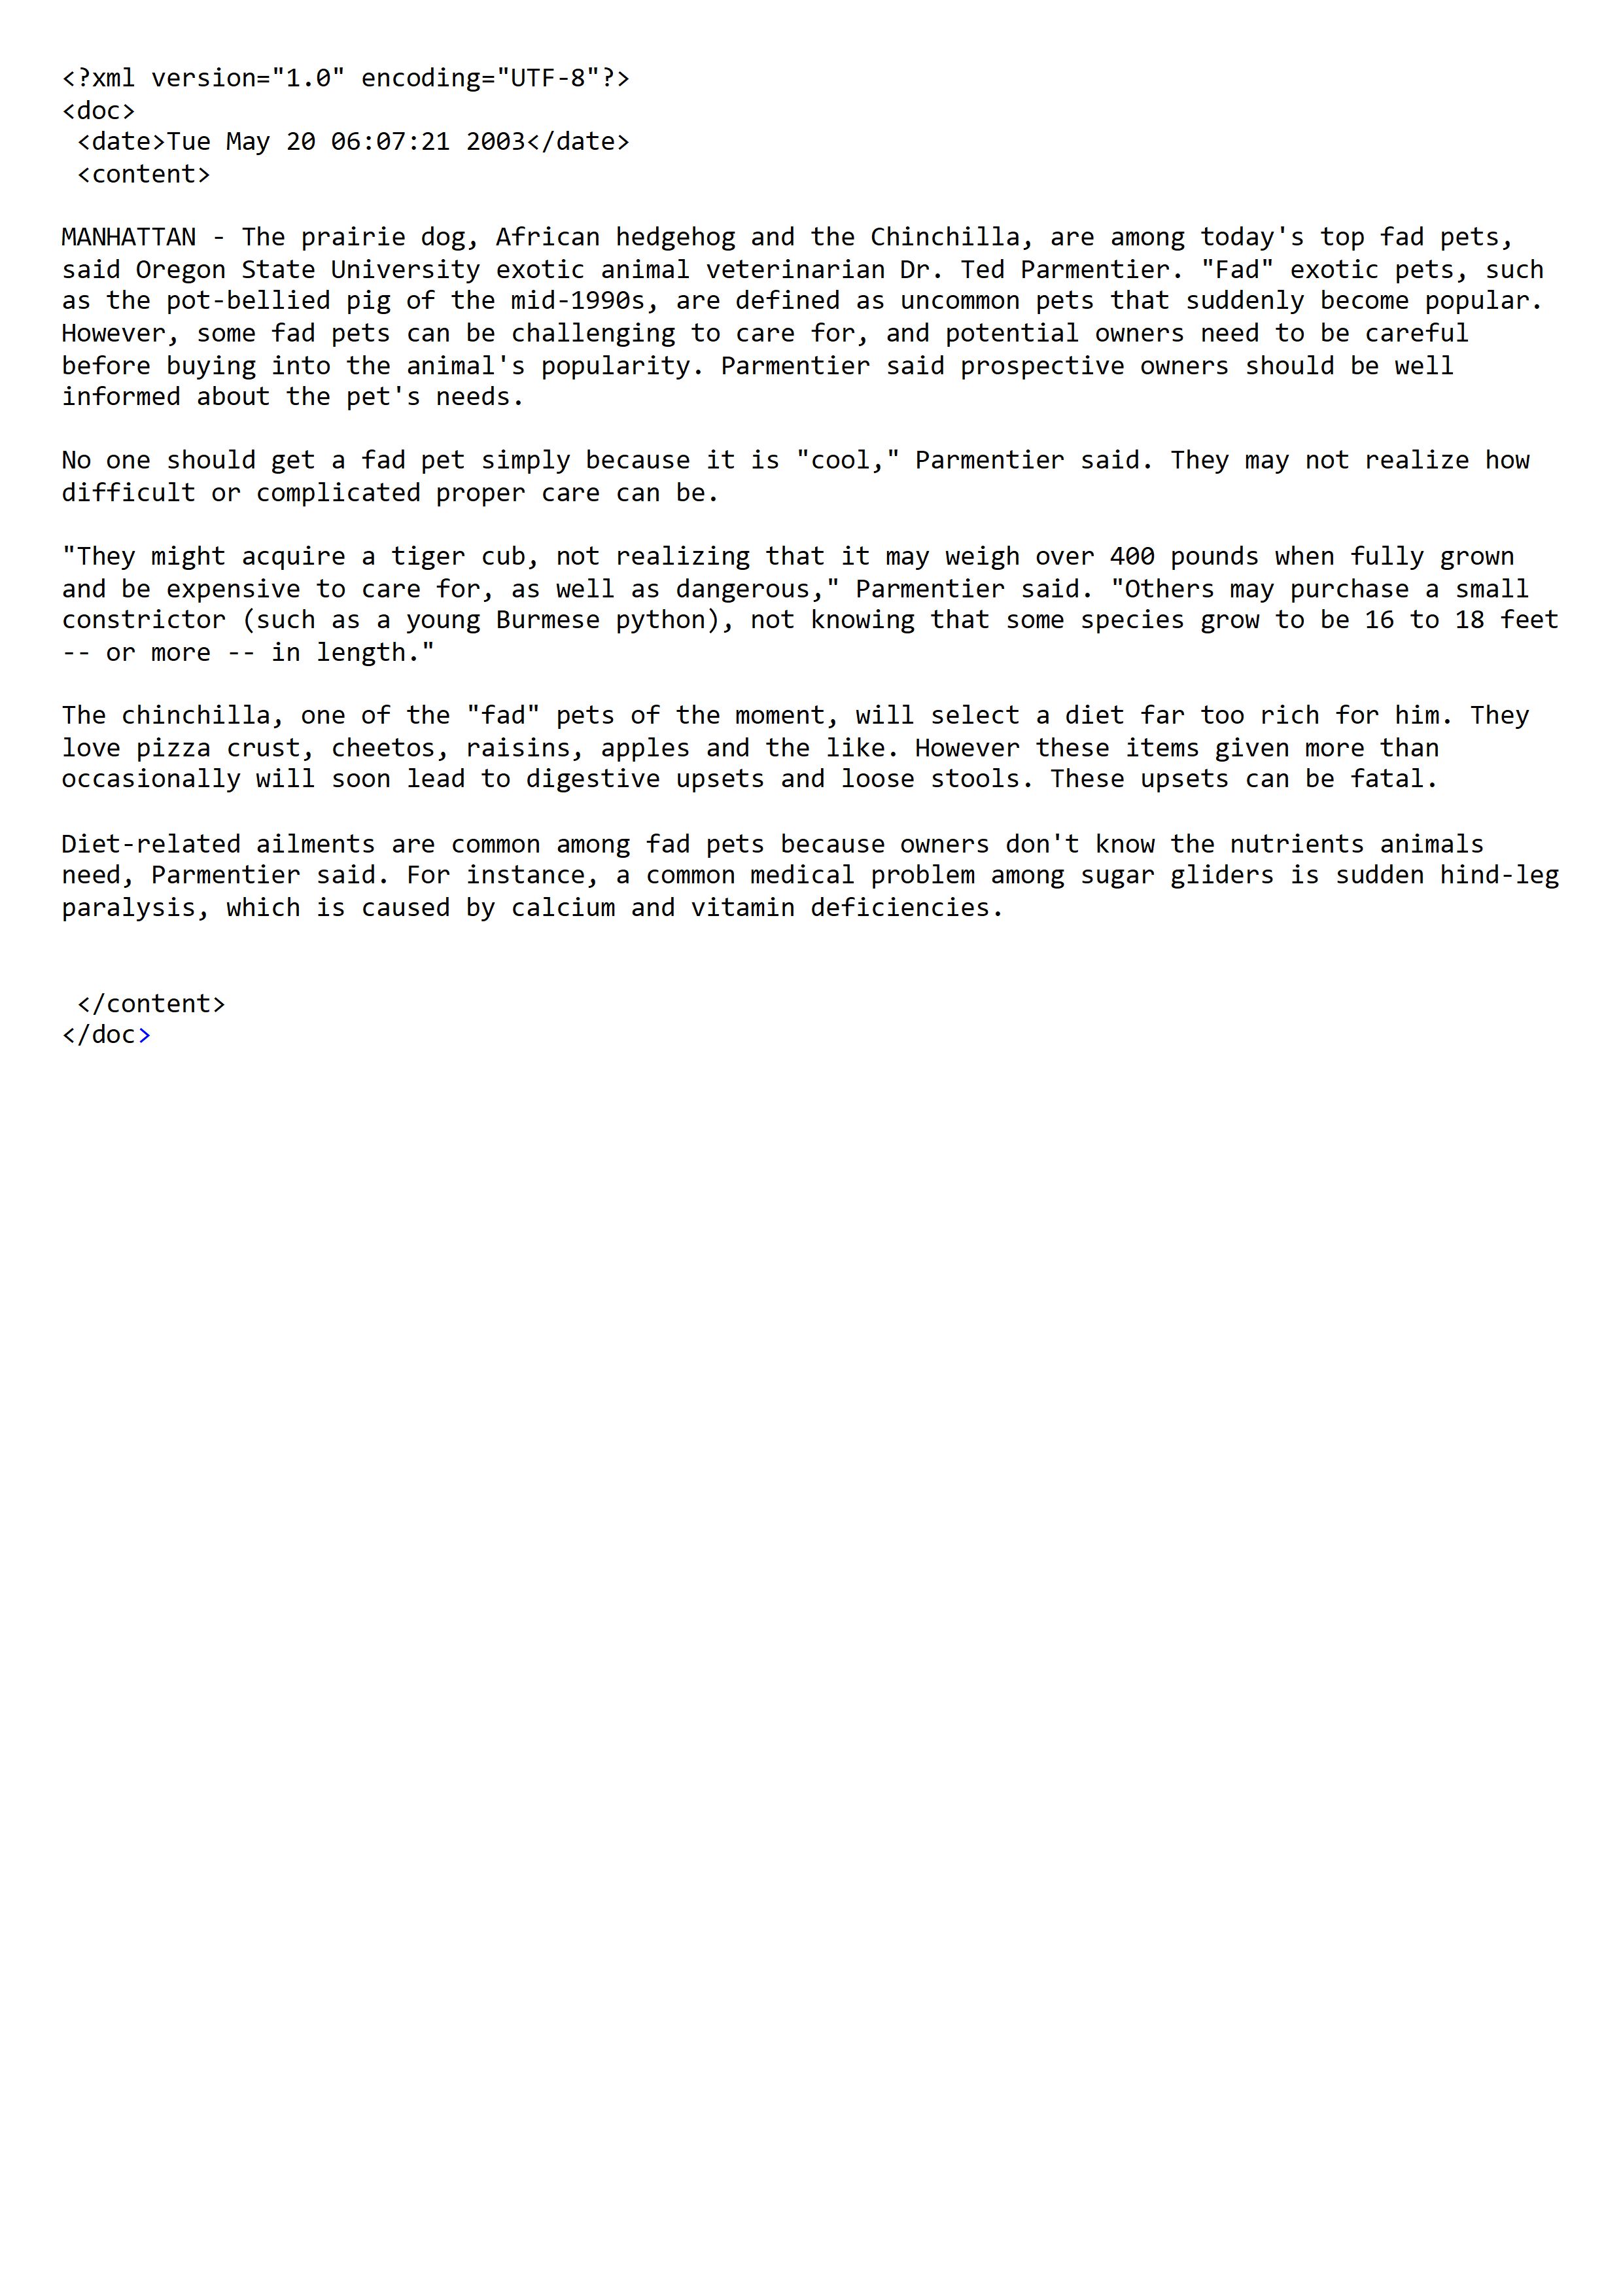 <?xml version="1.0" encoding="UTF-8"?>
<doc>
<date>Tue May 20 06:07:21 2003</date>
<content>
MANHATTAN - The prairie dog, African hedgehog and the Chinchilla, are among today's top fad pets,
said Oregon State University exotic animal veterinarian Dr. Ted Parmentier. "Fad" exotic pets, such
as the pot-bellied pig of the mid-1990s, are defined as uncommon pets that suddenly become popular.
However, some fad pets can be challenging to care for, and potential owners need to be careful
before buying into the animal's popularity. Parmentier said prospective owners should be well
informed about the pet's needs.
No one should get a fad pet simply because it is "cool," Parmentier said. They may not realize how
difficult or complicated proper care can be.
"They might acquire a tiger cub, not realizing that it may weigh over 400 pounds when fully grown
and be expensive to care for, as well as dangerous," Parmentier said. "Others may purchase a small
constrictor (such as a young Burmese python), not knowing that some species grow to be 16 to 18 feet
-- or more -- in length."
The chinchilla, one of the "fad" pets of the moment, will select a diet far too rich for him. They
love pizza crust, cheetos, raisins, apples and the like. However these items given more than
occasionally will soon lead to digestive upsets and loose stools. These upsets can be fatal.
Diet-related ailments are common among fad pets because owners don't know the nutrients animals
need, Parmentier said. For instance, a common medical problem among sugar gliders is sudden hind-leg
paralysis, which is caused by calcium and vitamin deficiencies.
</content>
</doc>